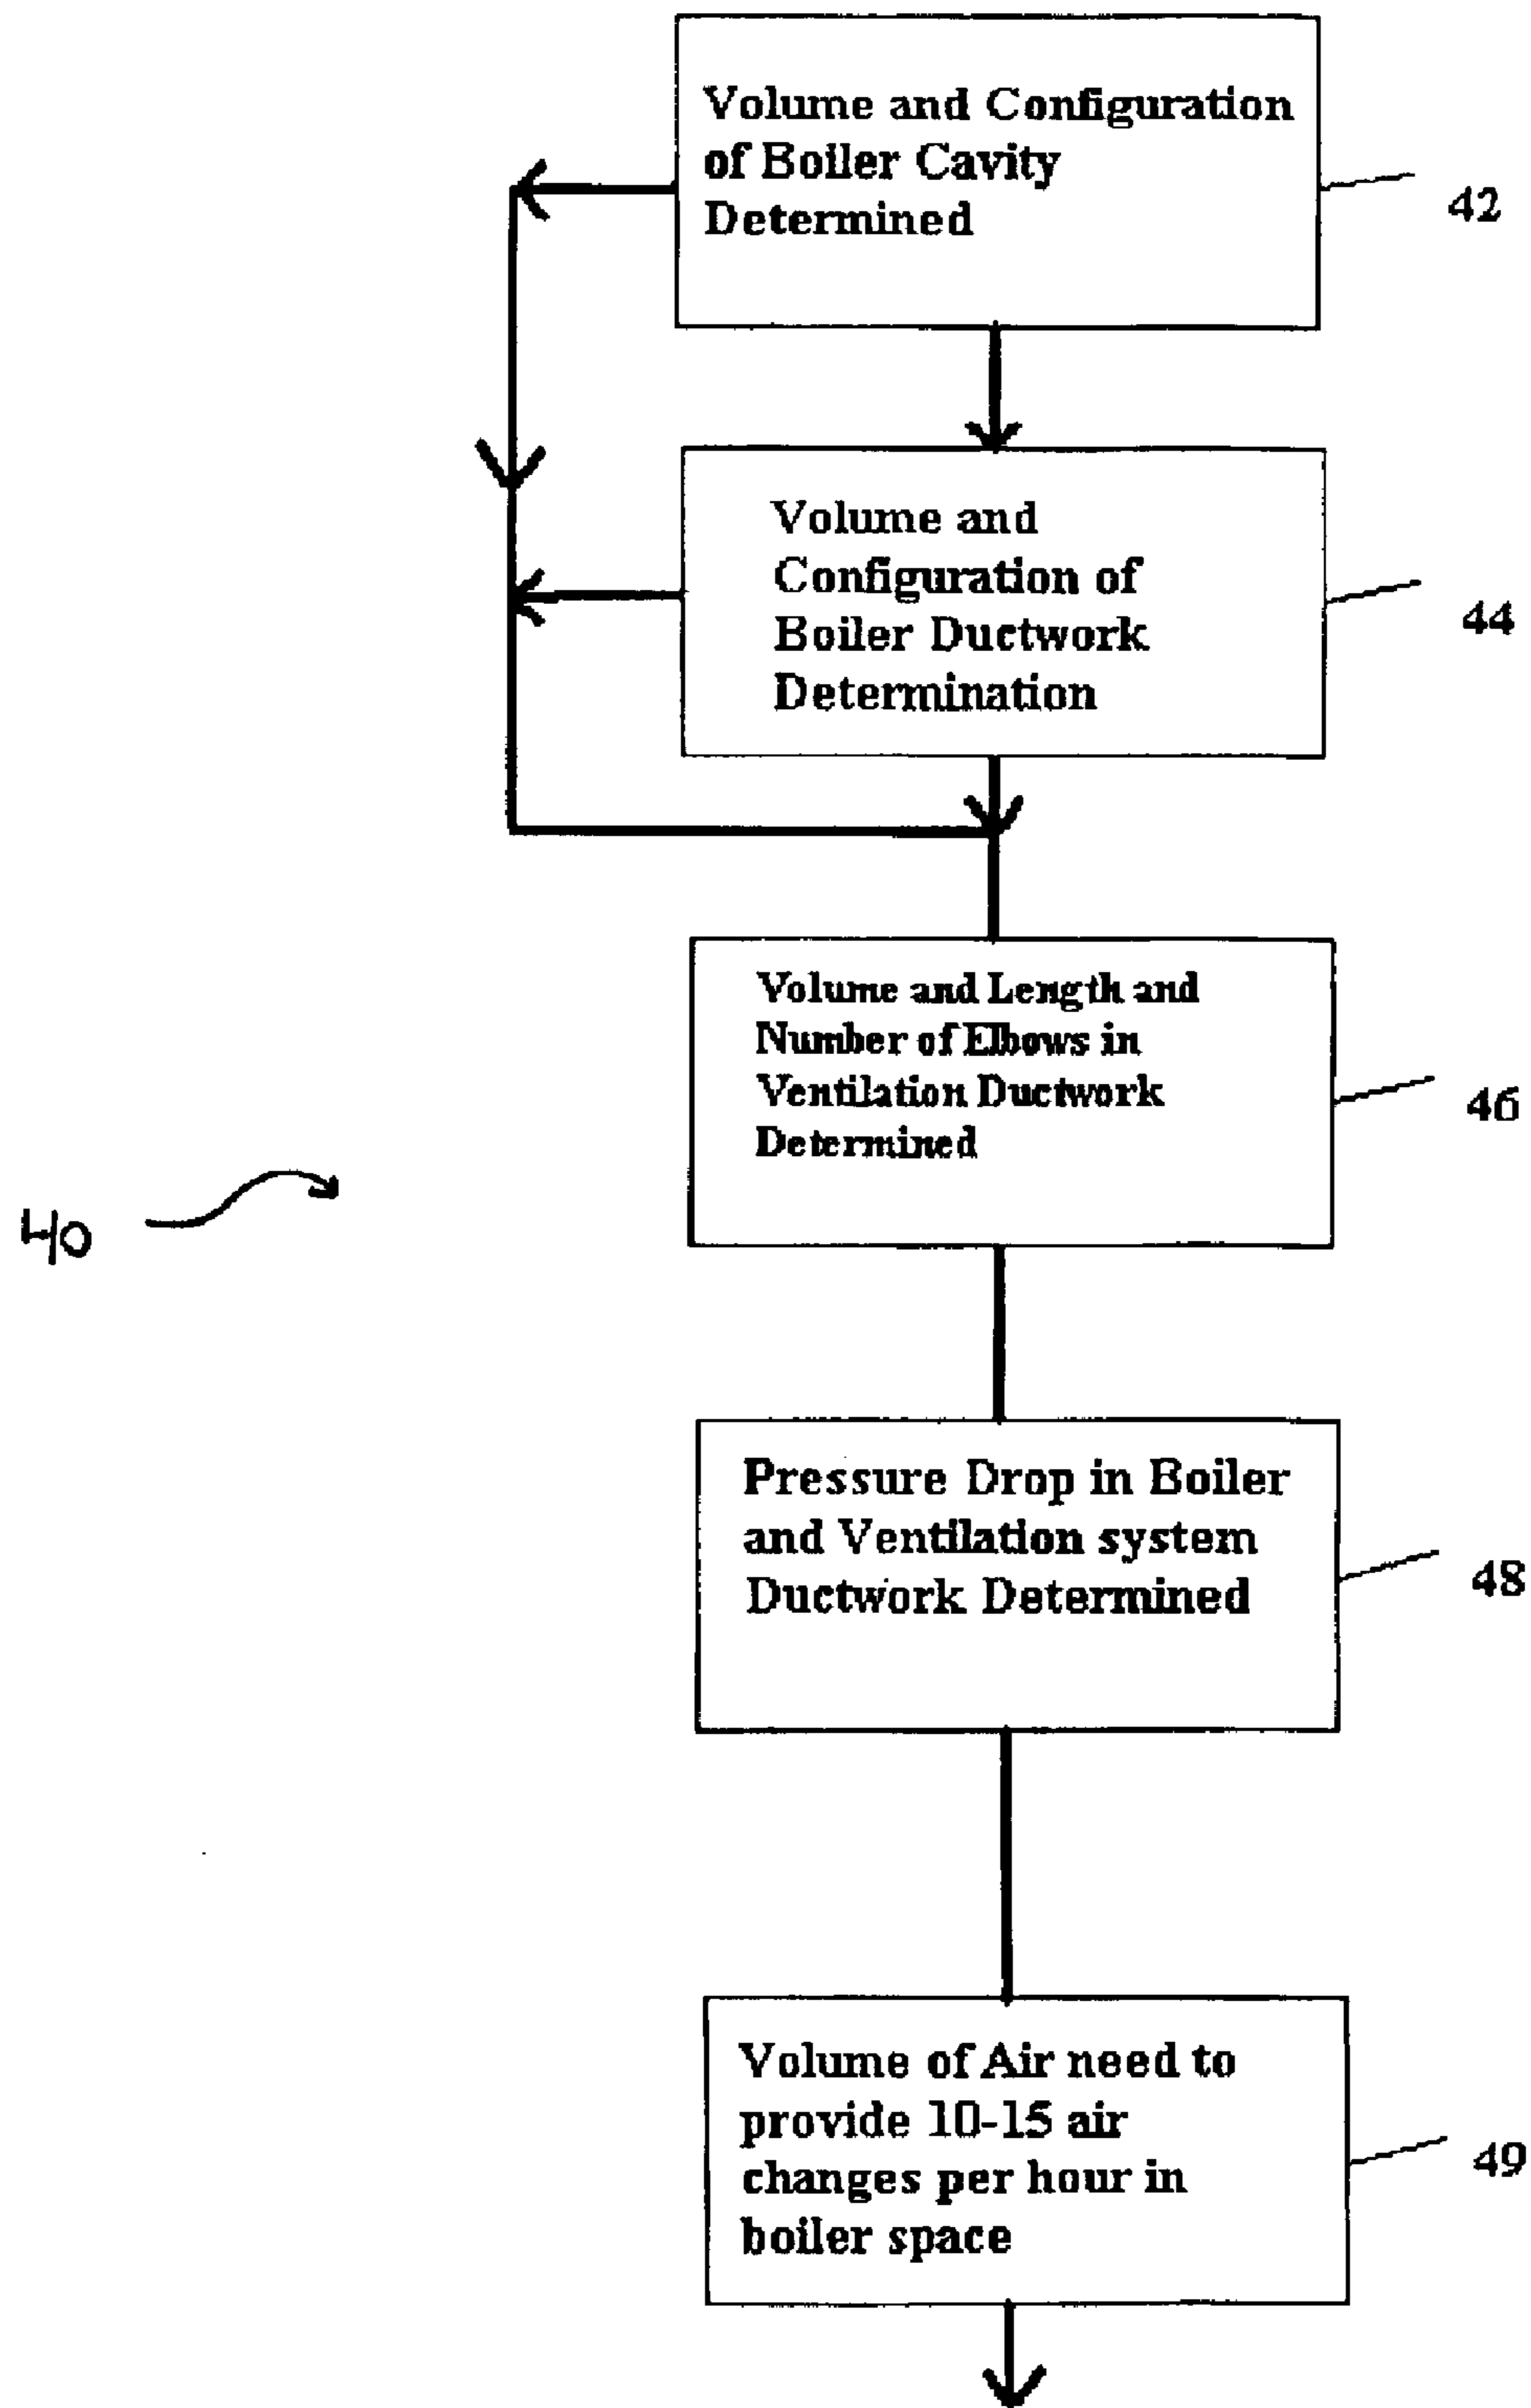 Volume and Configuration
of Boiler Cavity
Determined
42
Volume and
Configuration of
Boiler Ductwork
Determination
44
Volume and Length and
Number of Elbows in
Ventilation Ductwork
Determined
46
40
Pressure Drop in Boiler
and Ventilation system
Ductwork Determined
48
Volume of Air need to
provide 10-15 air
changes per hour in
boiler space
49